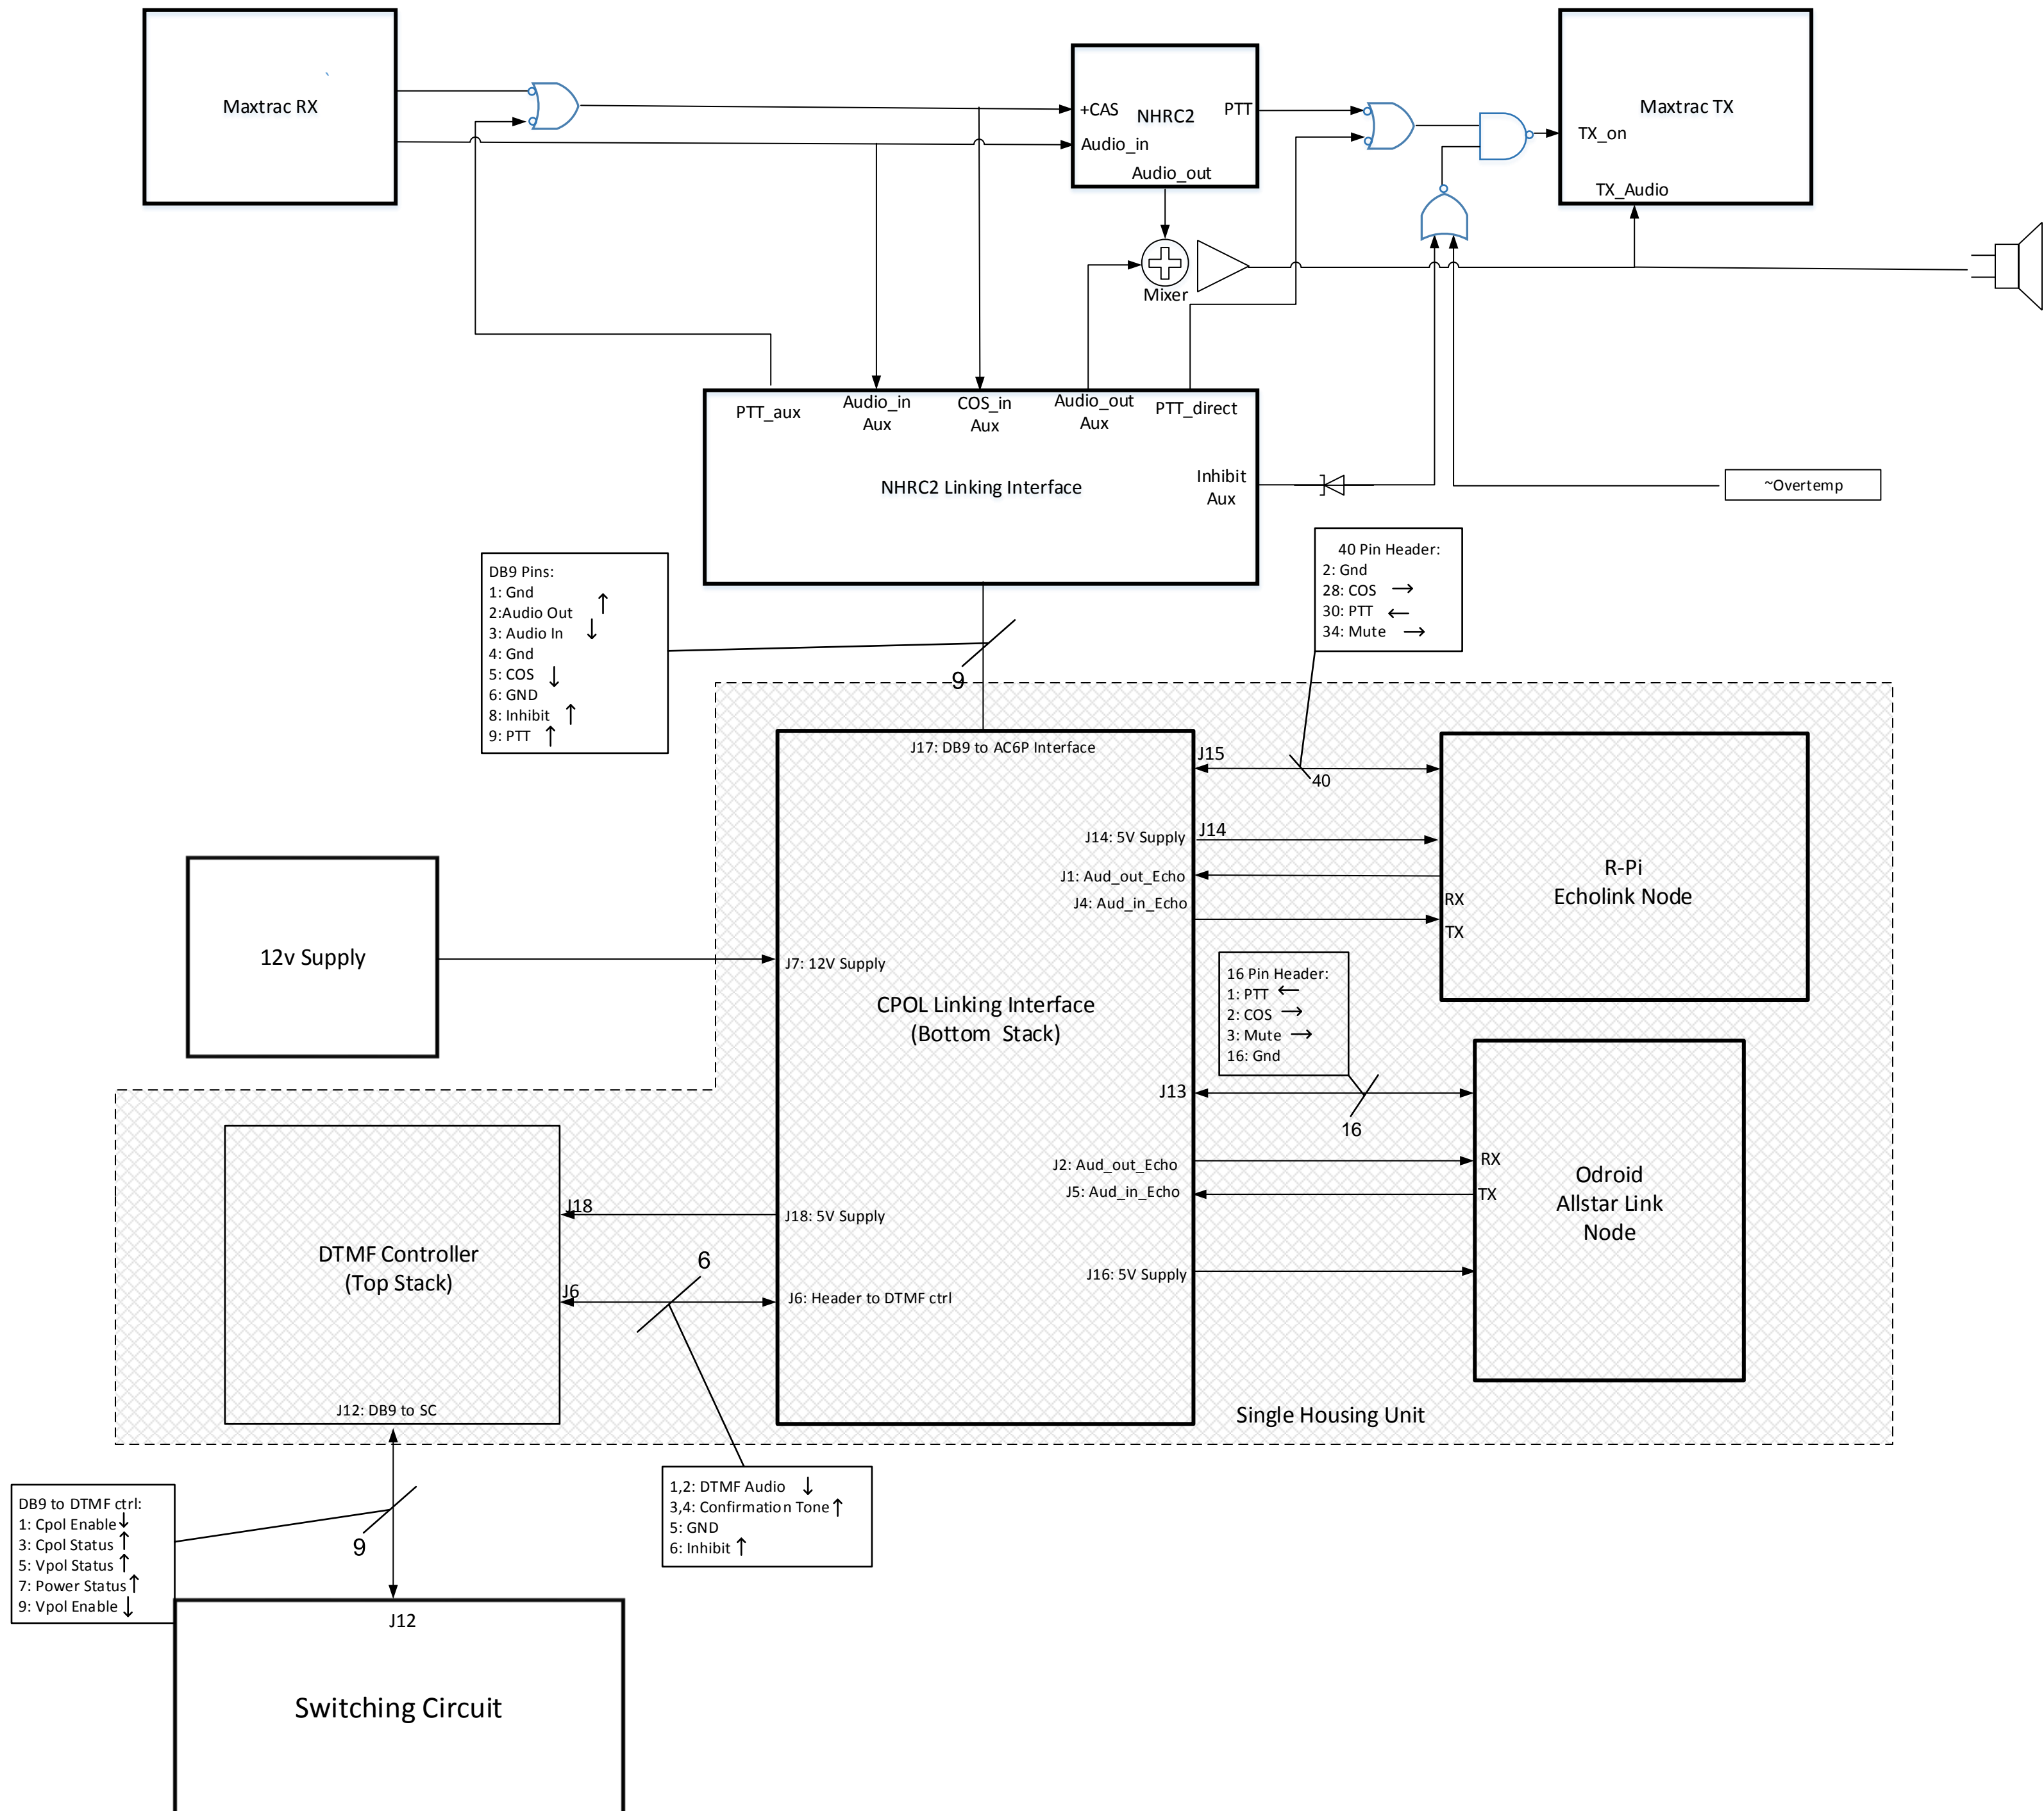 Maxtrac RX
`
+CAS
NHRC2
PTT
Audio_in
Audio_out
Maxtrac TX
TX_on
TX_Audio
Mixer
PTT_aux
Audio_in
Aux
COS_in
Aux
Audio_out
Aux
PTT_direct
NHRC2 Linking Interface
Inhibit
Aux
~Overtemp
DB9 Pins:
1: Gnd
2:Audio Out ↑
3: Audio In ↓
4: Gnd
5: COS ↓
6: GND
8: Inhibit ↑
9: PTT ↑
9
40 Pin Header:
2: Gnd
28: COS →
30: PTT ←
34: Mute →
J17: DB9 to AC6P Interface
J15
40
J14: 5V Supply
J14
J1: Aud_out_Echo
J4: Aud_in_Echo
R-Pi
Echolink Node
RX
TX
12v Supply
J7: 12V Supply
CPOL Linking Interface
(Bottom Stack)
16 Pin Header:
1: PTT ←
2: COS →
3: Mute →
16: Gnd
J13
16
J2: Aud_out_Echo
J5: Aud_in_Echo
RX
TX
Odroid
Allstar Link
Node
J16: 5V Supply
J18
J18: 5V Supply
DTMF Controller
(Top Stack)
6
J6
J6: Header to DTMF ctrl
J12: DB9 to SC
Single Housing Unit
1,2: DTMF Audio ↓
3,4: Confirmation Tone ↑
5: GND
6: Inhibit ↑
DB9 to DTMF ctrl:
1: Cpol Enable ↓
3: Cpol Status ↑
5: Vpol Status ↑
7: Power Status ↑
9: Vpol Enable ↓
9
J12
Switching Circuit